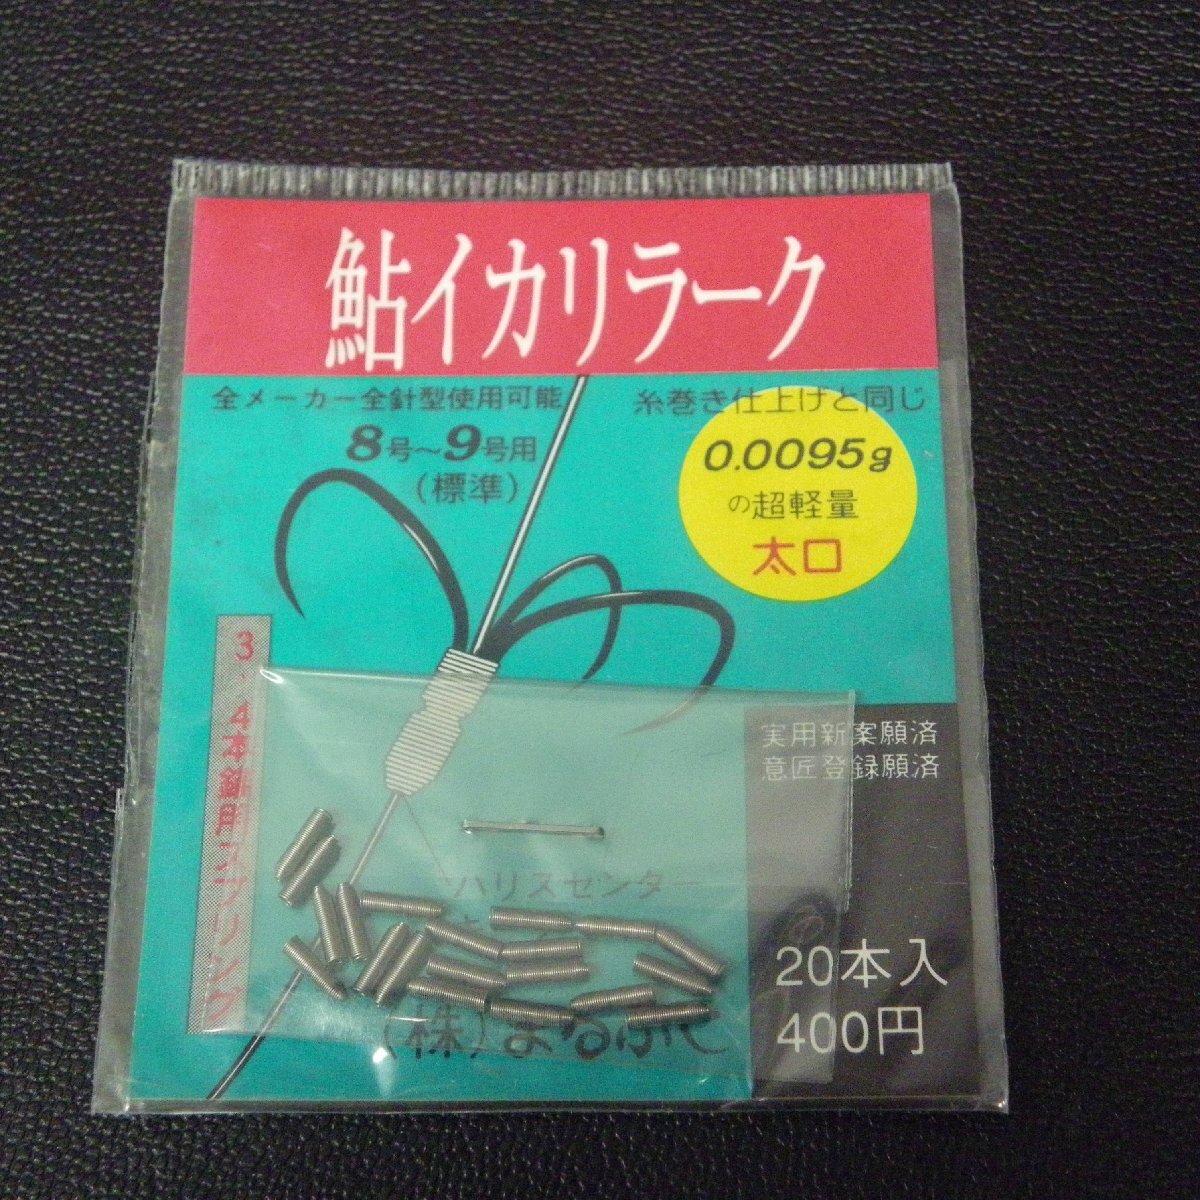 鮎イカリラーク
全メーカー全針型使用可能
8号〜9号用
(標準)
糸巻き仕上げと同じ
0.0095g
の超軽量
太口
3・4本錨用スプリング
実用新案願済
意匠登録願済
ハリスセンター
(株)まるふじ
20本入
400円